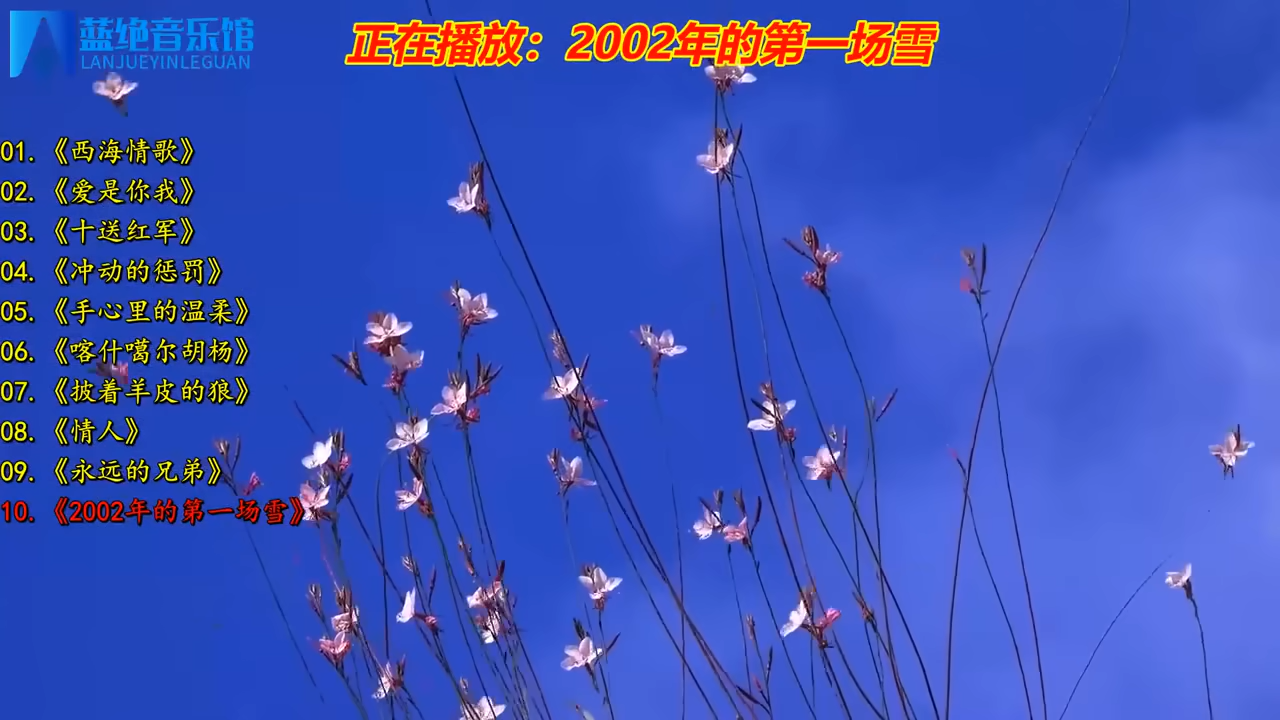 蓝绝音乐馆
LANJUEYINLEGUAN
正在播放：2002年的第一场雪
01.《西海情歌》
02.《爱是你我》
03.《十送红军》
04.《冲动的惩罚》
05.《手心里的温柔》
06.《喀什噶尔胡杨》
07.《披着羊皮的狼》
08.《情人》
09.《永远的兄弟》
10.《2002年的第一场雪》